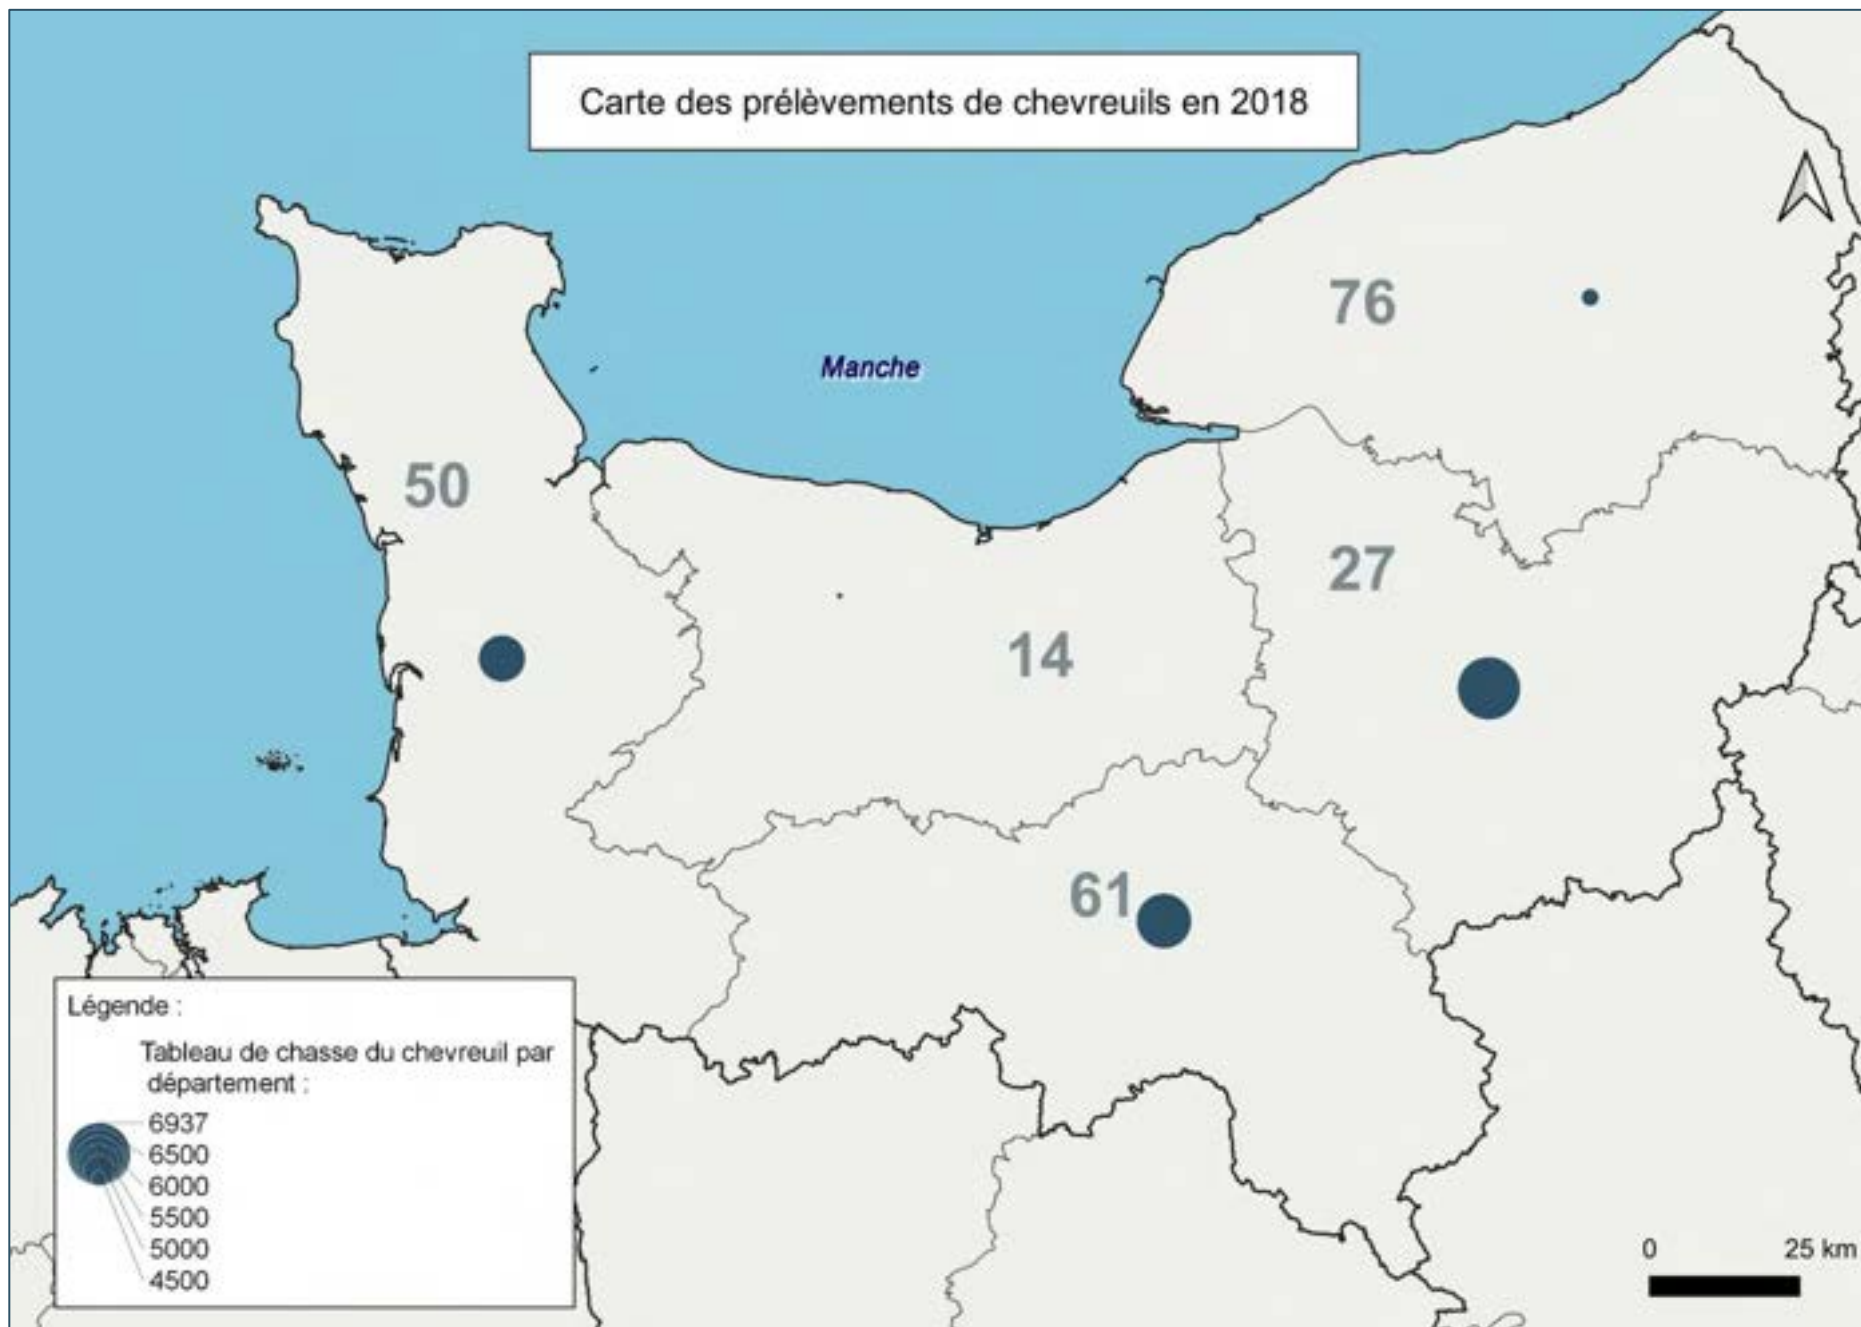 Carte des prélèvements de chevreuils en 2018
76
Manche
50
27
14
61
Légende :
Tableau de chasse du chevreuil par
département :
6937
6500
6000
5500
5000
4500
0 25 km